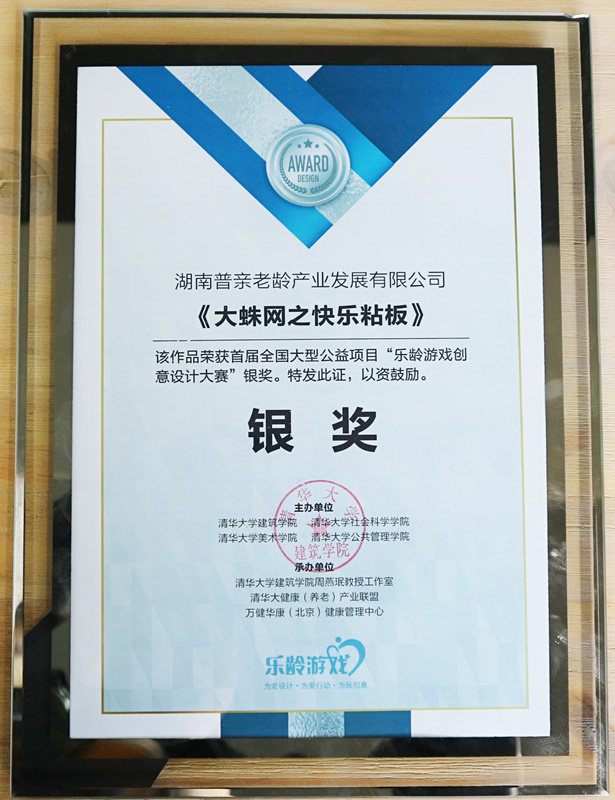 AWARD
DESIGN
湖南普亲老龄产业发展有限公司
《大蛛网之快乐粘板》
该作品荣获首届全国大型公益项目“乐龄游戏创
意设计大赛”银奖。特发此证，以资鼓励。
银奖
主办单位
清华大学建筑学院 清华大学社会科学学院
清华大学美术学院 清华大学公共管理学院
清华大学
建筑学院
承办单位
清华大学建筑学院周燕珉教授工作室
清华大健康（养老）产业联盟
万健华康（北京）健康管理中心
乐龄游戏
为老设计·为爱行动·为玩创意